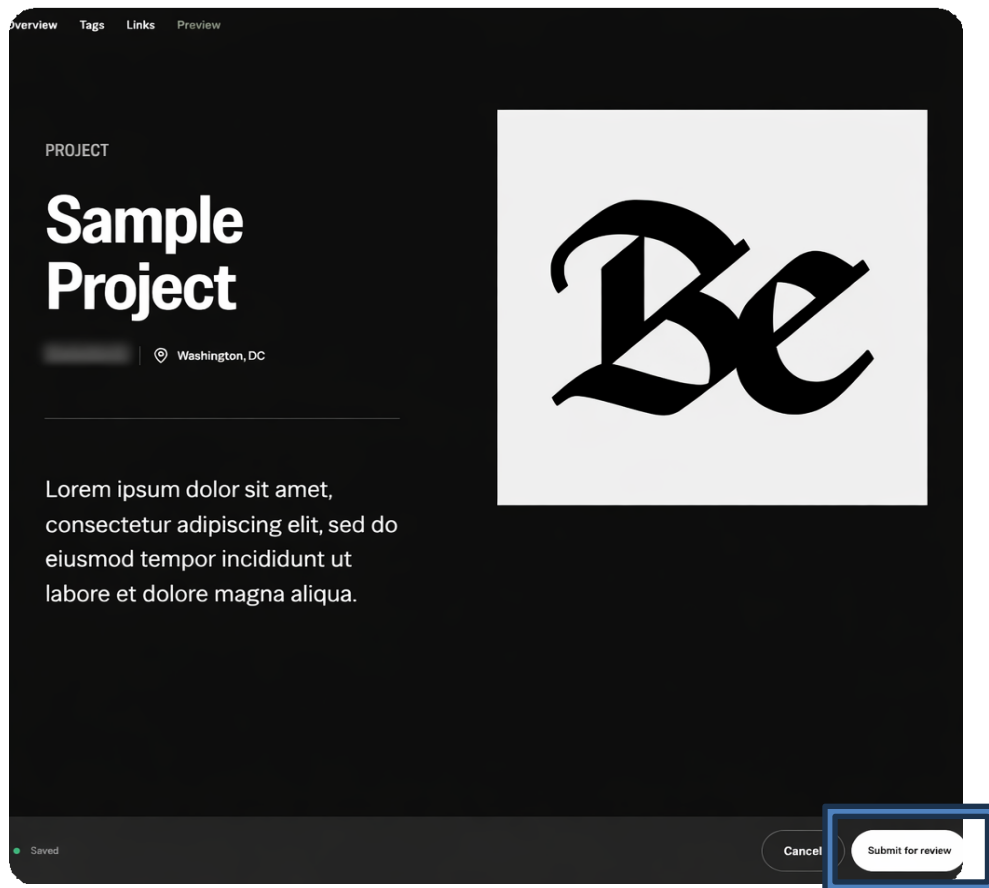 Overview Tags Links Preview
PROJECT
Sample
Project
Washington, DC
Lorem ipsum dolor sit amet,
consectetur adipiscing elit, sed do
eiusmod tempor incididunt ut
labore et dolore magna aliqua.
Be
Saved Cancel Submit for review